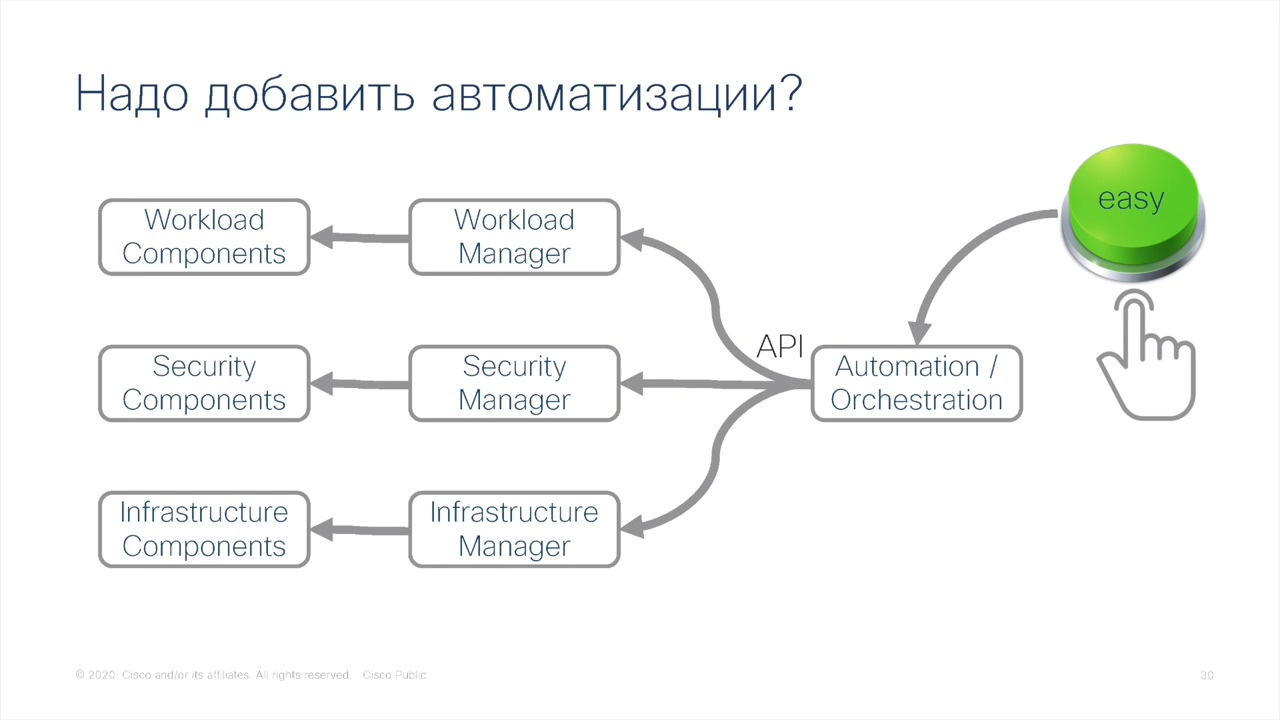 Надо добавить автоматизации?
easy
Workload
Components
Workload
Manager
API
Security
Components
Security
Manager
Automation /
Orchestration
Infrastructure
Components
Infrastructure
Manager
© 2020 Cisco and/or its affiliates. All rights reserved. Cisco Public
30